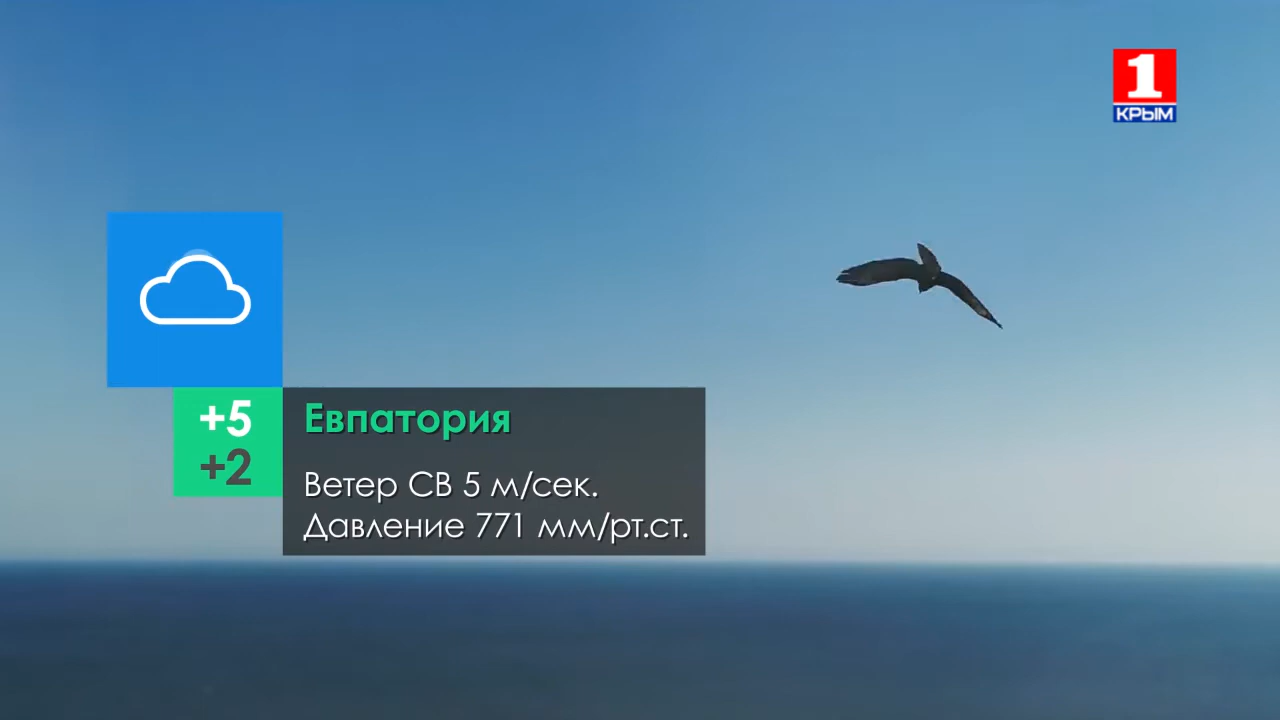 1
КРЫМ
+5
+2
Евпатория
Ветер СВ 5 м/сек.
Давление 771 мм/рт.ст.